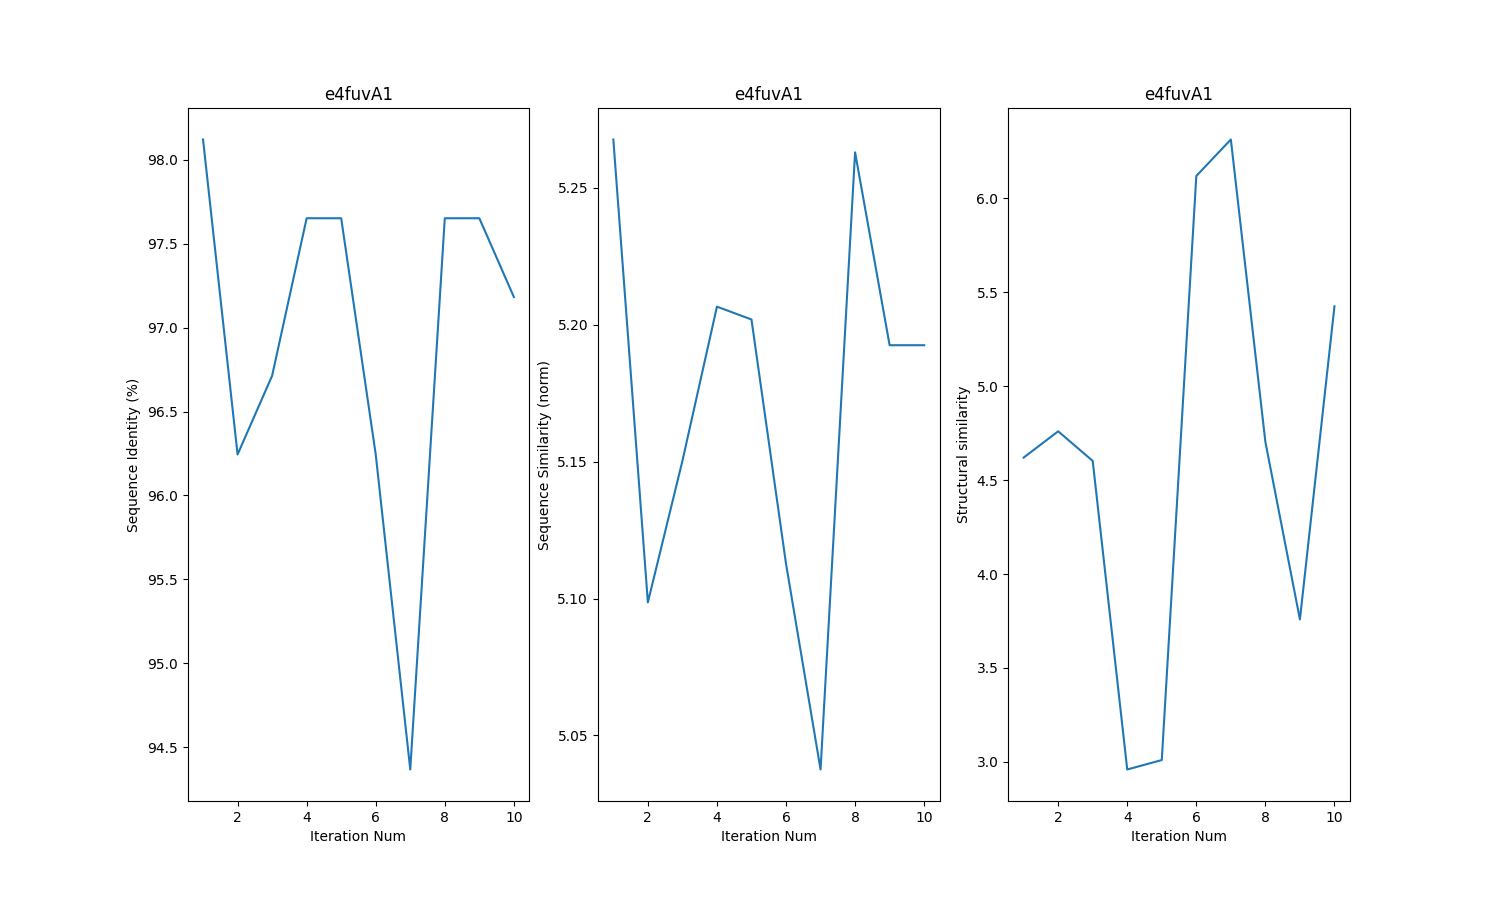 e4fuvA1
98.0
97.5
97.0
96.5
96.0
95.5
95.0
94.5
Sequence Identity (%)
2 4 6 8 10
Iteration Num
e4fuvA1
5.25
5.20
5.15
5.10
5.05
Sequence Similarity (norm)
2 4 6 8 10
Iteration Num
e4fuvA1
6.0
5.5
5.0
4.5
4.0
3.5
3.0
Structural similarity
2 4 6 8 10
Iteration Num